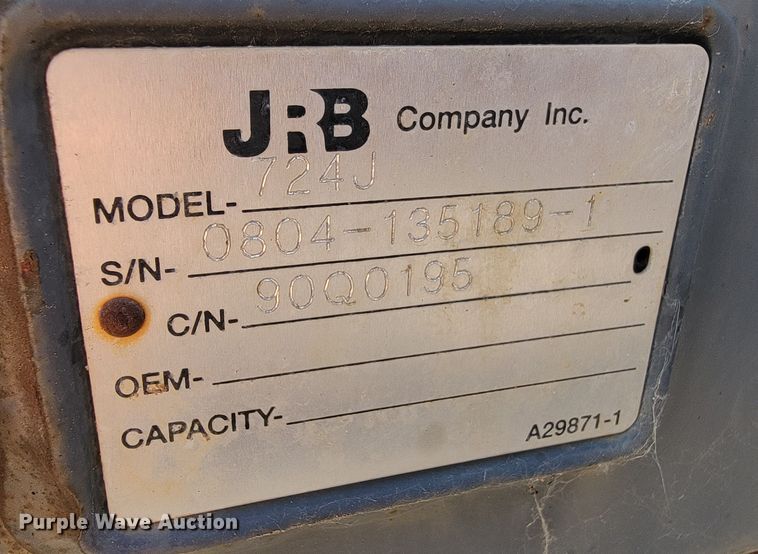 JRB Company Inc.
MODEL- 724J
S/N- 0804-135189-1
C/N- 90Q0195
OEM-
CAPACITY-
A29871-1
Purple Wave Auction